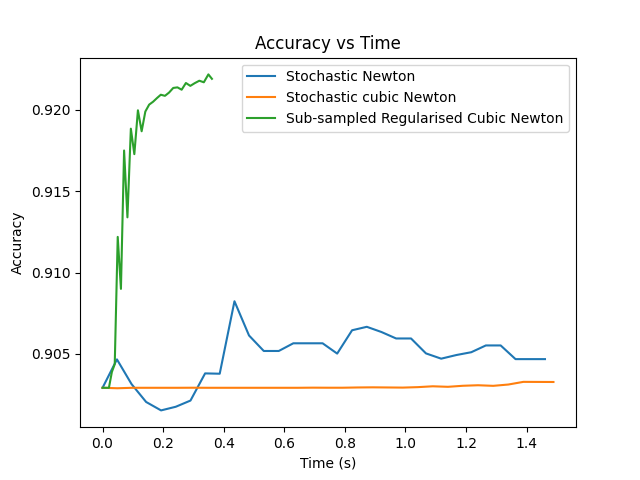 Accuracy vs Time
Stochastic Newton
Stochastic cubic Newton
Sub-sampled Regularised Cubic Newton
Accuracy
0.920
0.915
0.910
0.905
0.0 0.2 0.4 0.6 0.8 1.0 1.2 1.4
Time (s)